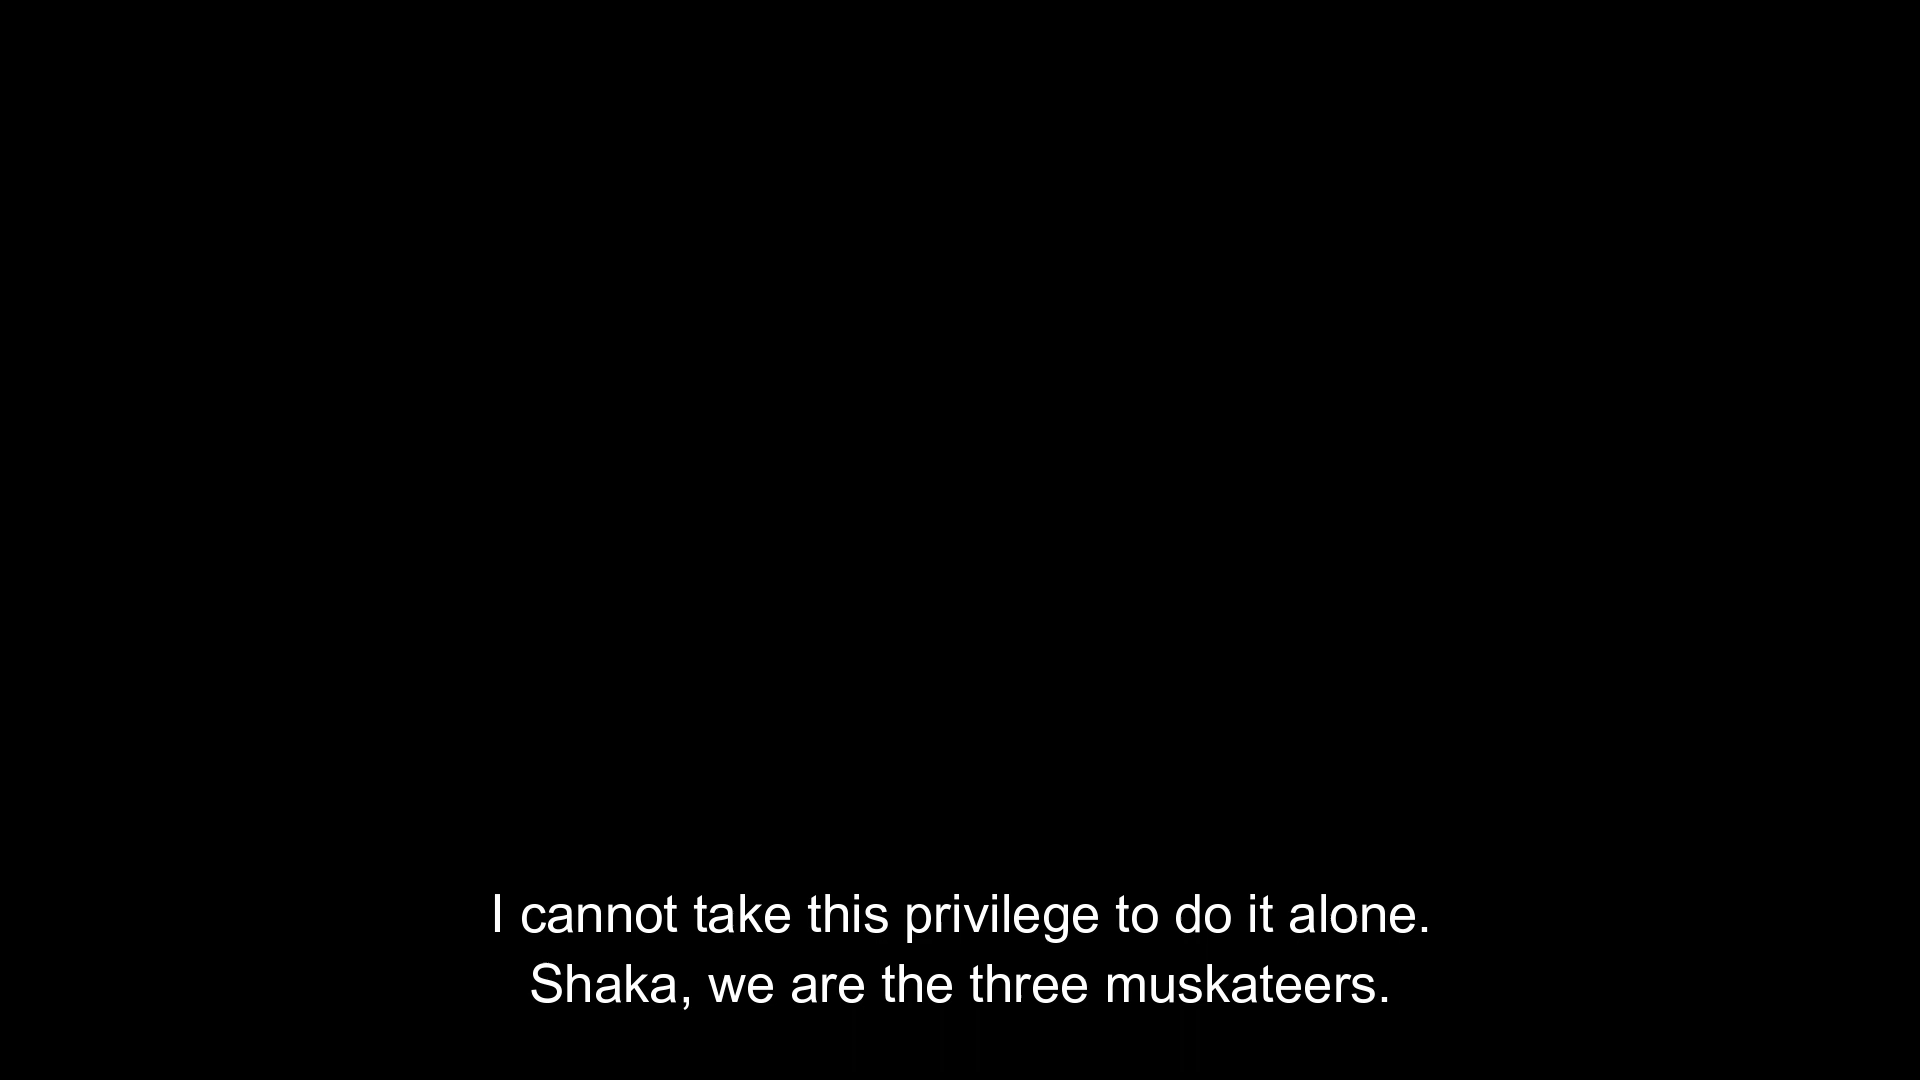 I cannot take this privilege to do it alone.
Shaka, we are the three muskateers.